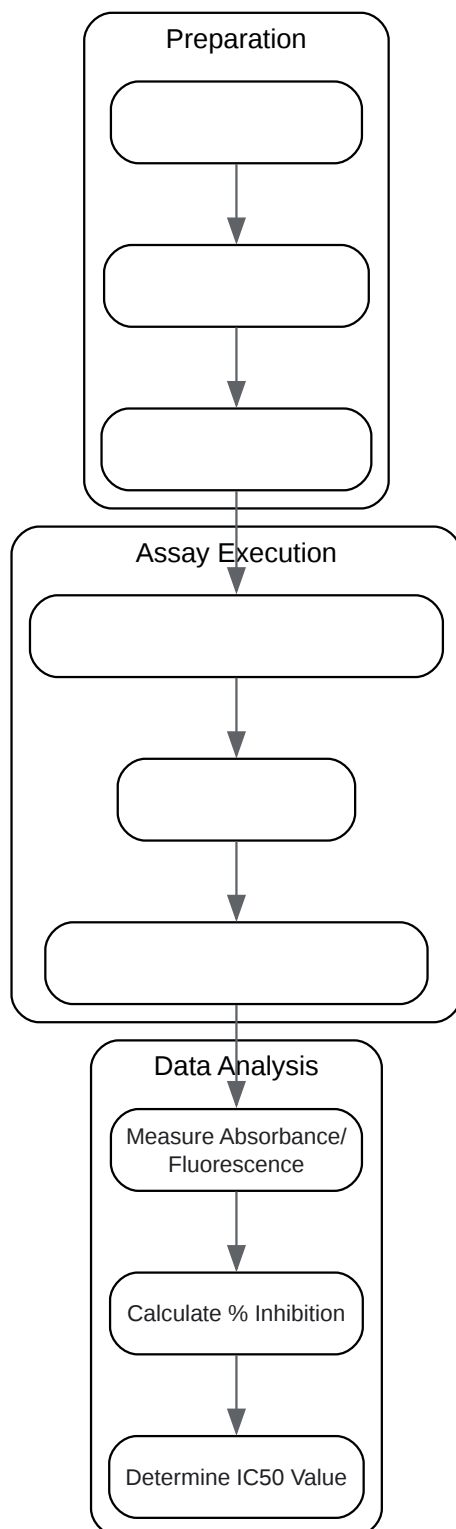 Preparation
Assay Execution
Data Analysis
Measure Absorbance/
Fluorescence
Calculate % Inhibition
Determine IC50 Value